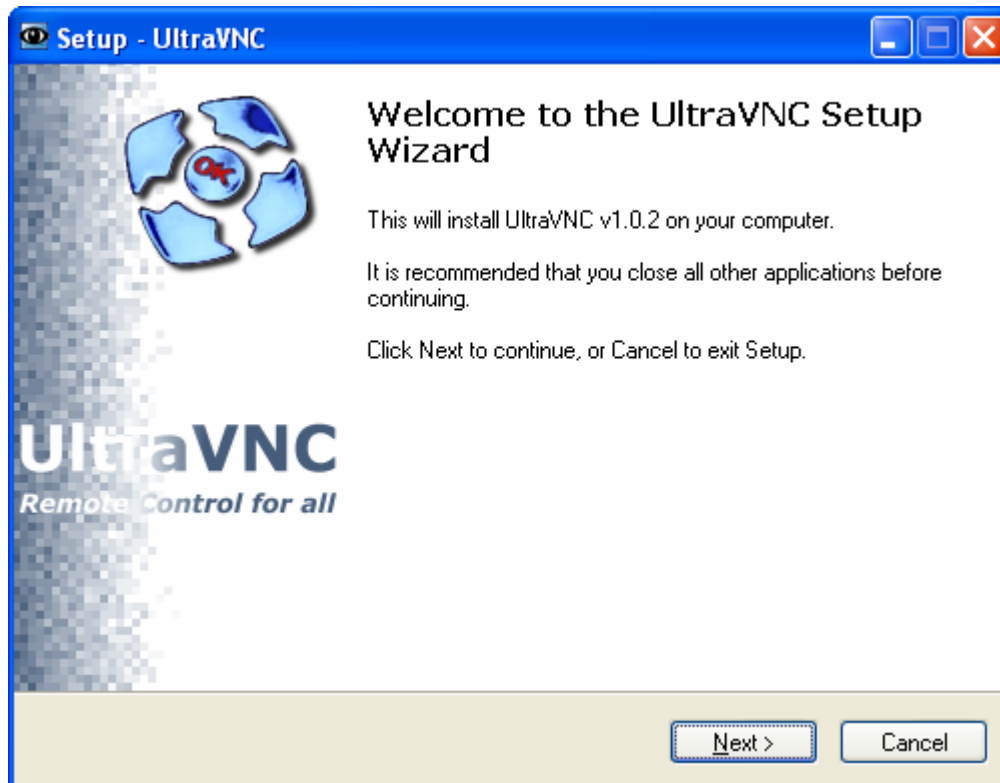 Setup - UltraVNC
OK
Welcome to the UltraVNC Setup
Wizard
This will install UltraVNC v1.0.2 on your computer.
It is recommended that you close all other applications before
continuing.
Click Next to continue, or Cancel to exit Setup.
UltraVNC
Remote Control for all
Next >
Cancel